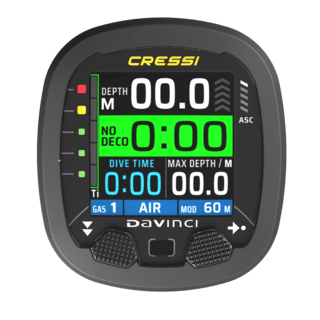 CRESSI
DEPTH M 00.0
ASC
NO DECO 0:00
DIVE TIME MAX DEPTH / M
0:00 00.0
Ti
GAS 1 AIR MOD 60 M
DaVinci